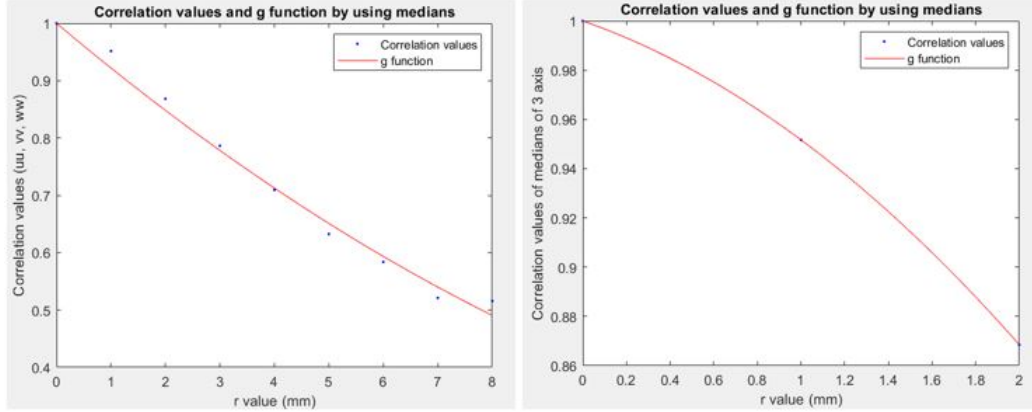 Correlation values and g function by using medians
Correlation values
g function
Correlation values (uu, vv, ww)
1
0.9
0.8
0.7
0.6
0.5
0.4
0 1 2 3 4 5 6 7 8
r value (mm)
Correlation values and g function by using medians
Correlation values
g function
Correlation values of medians of 3 axis
1
0.98
0.96
0.94
0.92
0.9
0.88
0.86
0 0.2 0.4 0.6 0.8 1 1.2 1.4 1.6 1.8 2
r value (mm)